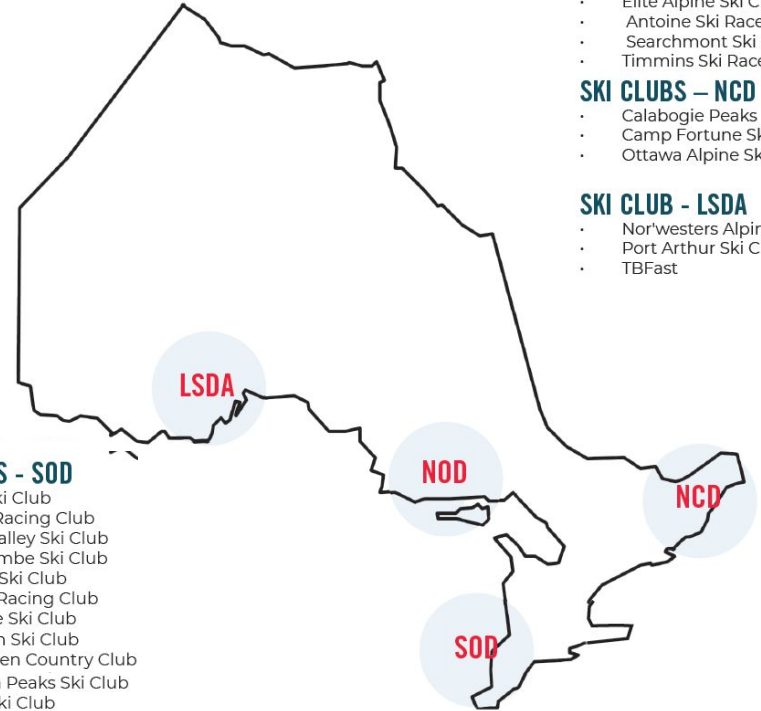 Elite Alpine Ski C
Antoine Ski Race
Searchmont Ski
Timmins Ski Race
SKI CLUBS – NCD
Calabogie Peaks
Camp Fortune Sk
Ottawa Alpine Sk
SKI CLUB - LSDA
Nor'westers Alpin
Port Arthur Ski C
TBFast
LSDA
NOD
NCD
SOD
S - SOD
ki Club
Racing Club
alley Ski Club
mbe Ski Club
Ski Club
Racing Club
e Ski Club
n Ski Club
en Country Club
Peaks Ski Club
ki Club